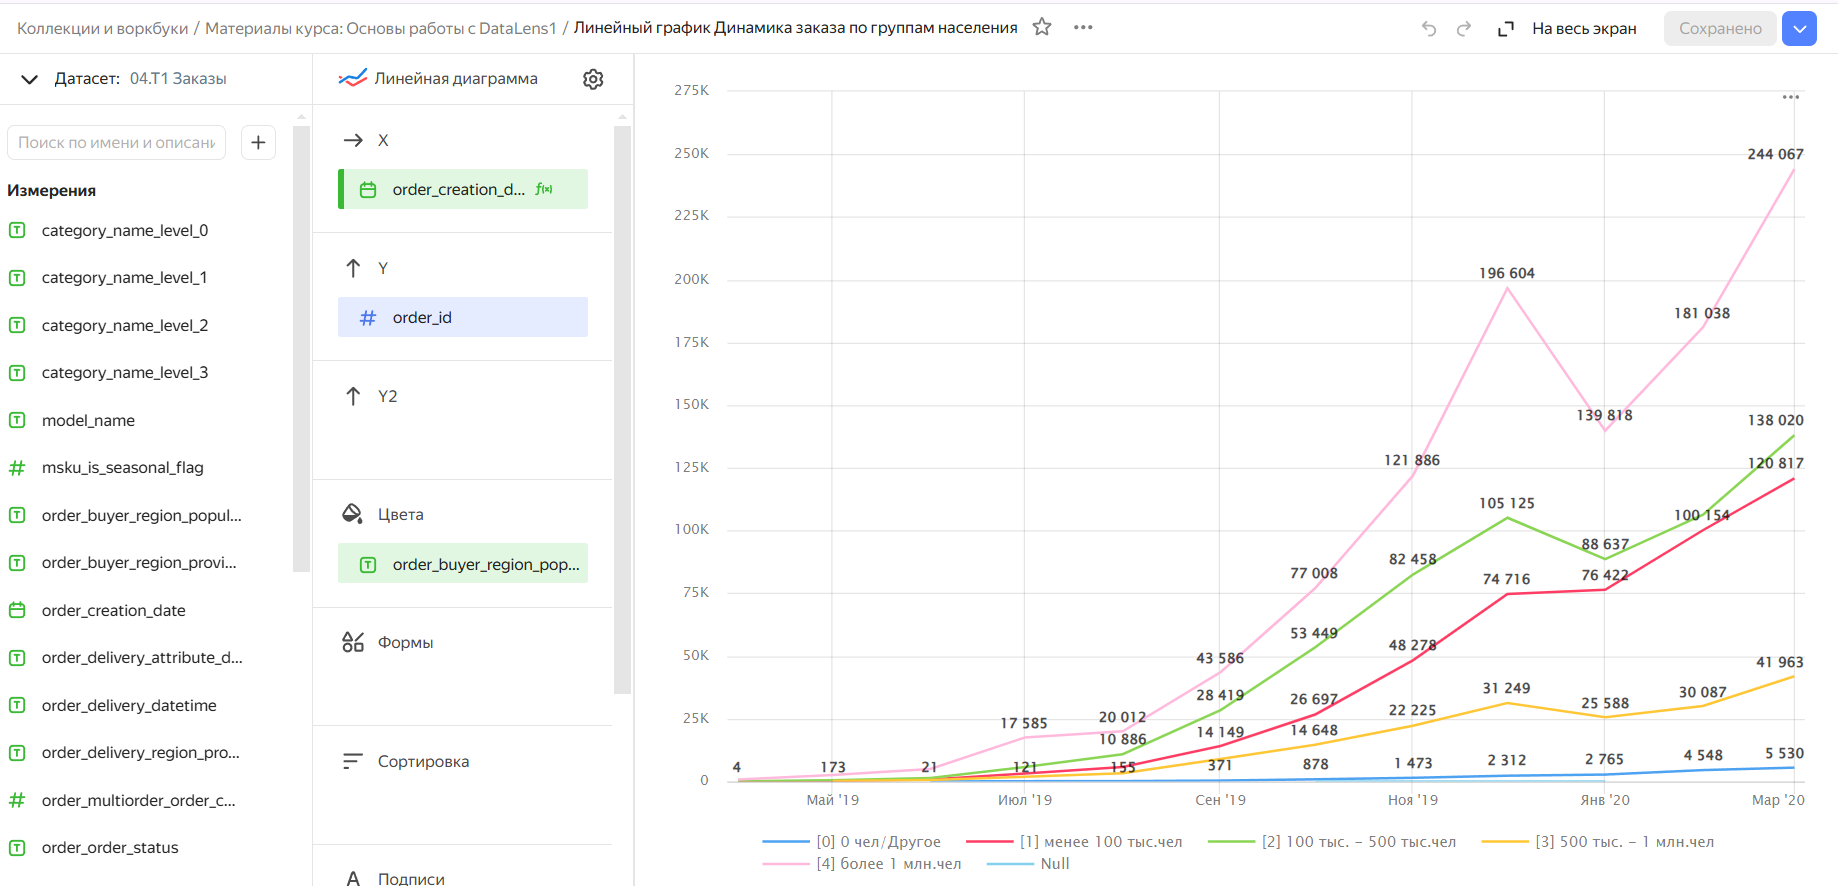 Коллекции и воркбуки / Материалы курса: Основы работы с DataLens1 / Линейный график Динамика заказа по группам населения
На весь экран
Сохранено
Датасет: 04.Т1 Заказы
Поиск по имени и описани
Измерения
category_name_level_0
category_name_level_1
category_name_level_2
category_name_level_3
model_name
msku_is_seasonal_flag
order_buyer_region_popul...
order_buyer_region_provi...
order_creation_date
order_delivery_attribute_d...
order_delivery_datetime
order_delivery_region_pro...
order_multiorder_order_c...
order_order_status
Линейная диаграмма
X
order_creation_d... f(x)
Y
order_id
Y2
Цвета
order_buyer_region_pop...
Формы
Сортировка
Подписи
275K
250K
225K
200K
175K
150K
125K
100K
75K
50K
25K
0
244 067
196 604
181 038
139 818
138 020
121 886
120 817
105 125
100 154
88 637
82 458
77 008
76 422
74 716
53 449
48 278
43 586
41 963
31 249
30 087
28 419
26 697
25 588
22 225
20 012
17 585
14 648
14 149
10 886
4
173
21
121
155
371
878
1 473
2 312
2 765
4 548
5 530
Май '19
Июл '19
Сен '19
Ноя '19
Янв '20
Мар '20
[0] 0 чел/Другое
[1] менее 100 тыс.чел
[2] 100 тыс. – 500 тыс.чел
[3] 500 тыс. – 1 млн.чел
[4] более 1 млн.чел
Null